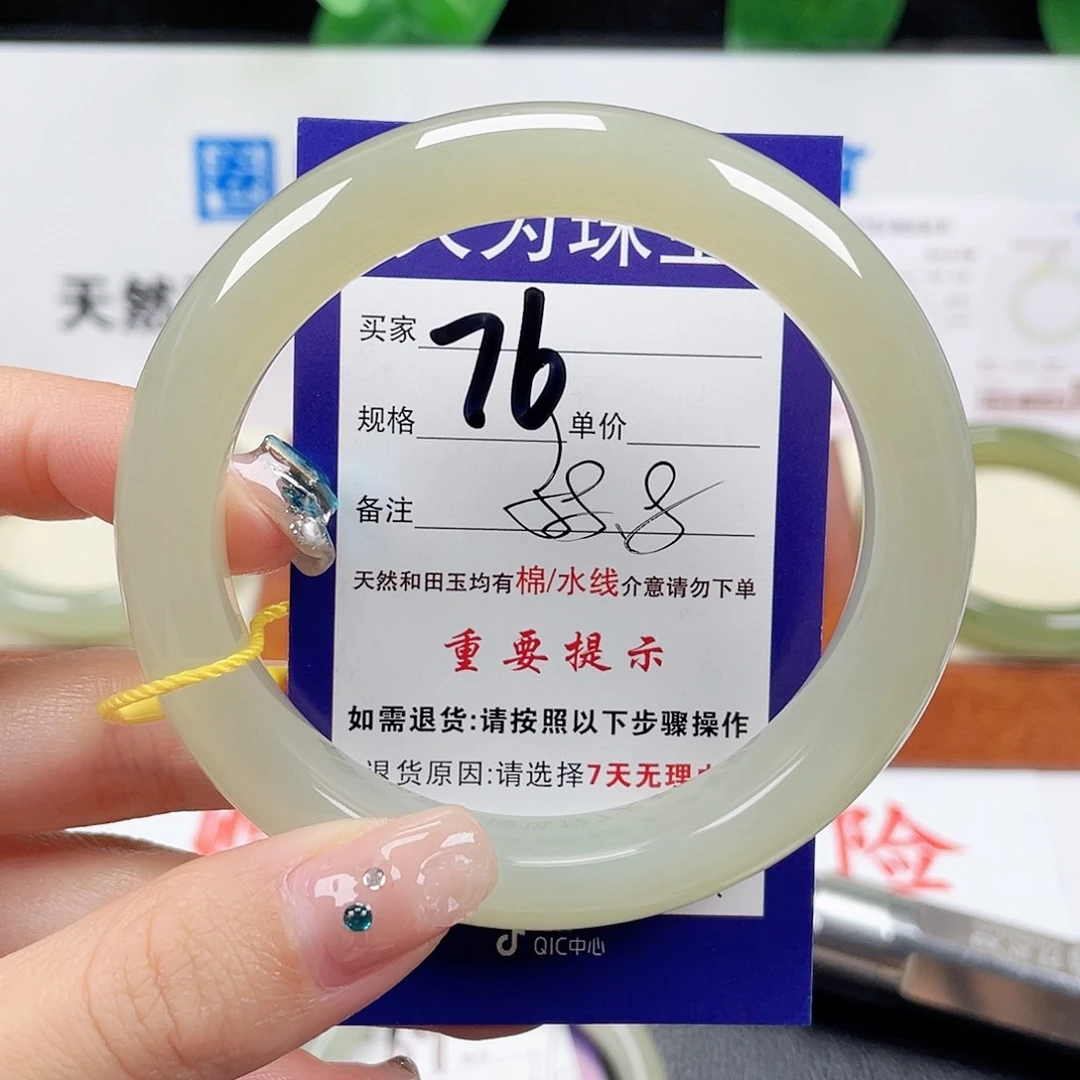 天然
为珠宝
买家
76
规格
单价
备注
天然和田玉均有棉/水线介意请勿下单
重要提示
如需退货:请按照以下步骤操作
退货原因:请选择7天无理
险
QIC中心